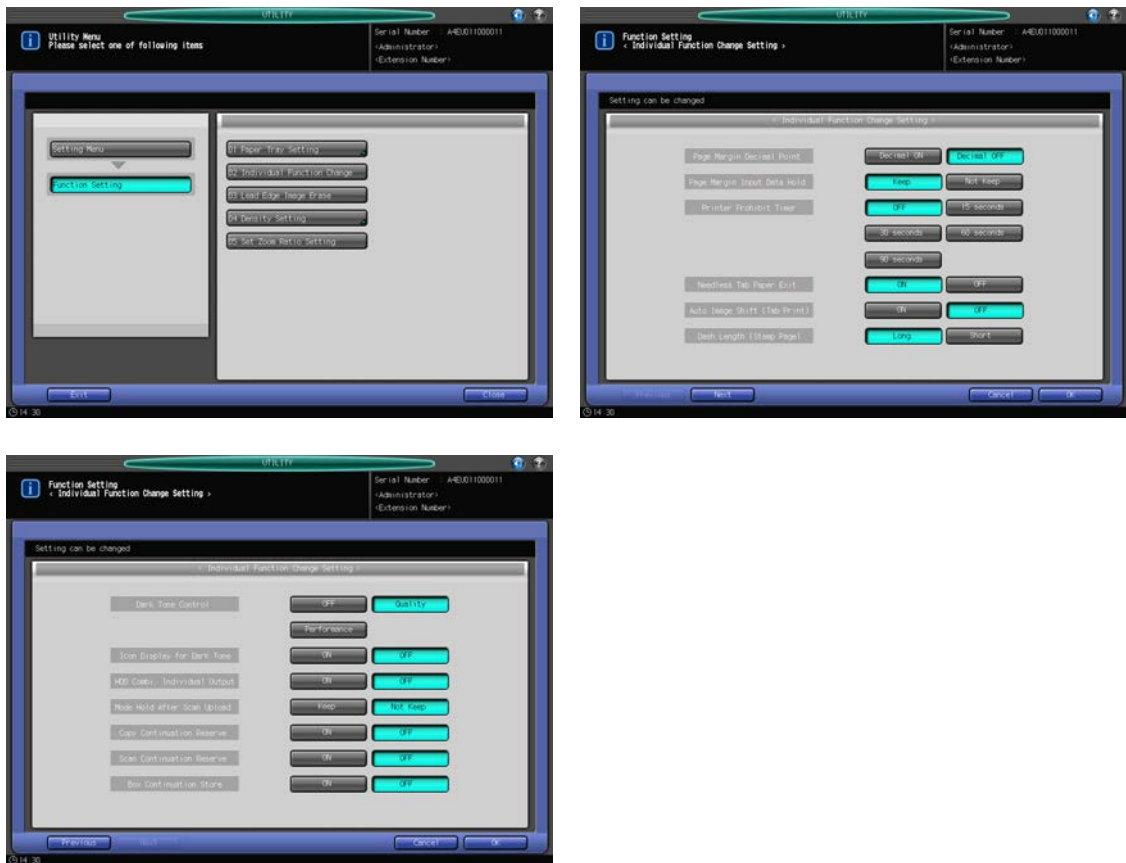 UTILITY
Utility Menu
Please select one of following items
Serial Number : A4EU011000011
<Administrator>
<Extension Number>
Setting Menu
Function Setting
01 Paper Tray Setting
02 Individual Function Change
03 Lead Edge Image Erase
04 Density Setting
05 Set Zoom Ratio Setting
Exit
Close
14:30
UTILITY
Function Setting
< Individual Function Change Setting >
Serial Number : A4EU011000011
<Administrator>
<Extension Number>
Setting can be changed
< Individual Function Change Setting >
Page Margin Decimal Point Decimal ON Decimal OFF
Page Margin Input Data Hold Keep Not Keep
Printer Prohibit Timer OFF 15 seconds
30 seconds 60 seconds
90 seconds
Needless Tab Paper Exit ON OFF
Auto Image Shift (Tab Print) ON OFF
Dash Length (Stamp Page) Long Short
Previous Next Cancel OK
14:30
UTILITY
Function Setting
< Individual Function Change Setting >
Serial Number : A4EU011000011
<Administrator>
<Extension Number>
Setting can be changed
< Individual Function Change Setting >
Dark Tone Control OFF Quality
Performance
Icon Display for Dark Tone ON OFF
HDD Combi. Individual Output ON OFF
Mode Hold After Scan Upload Keep Not Keep
Copy Continuation Reserve ON OFF
Scan Continuation Reserve ON OFF
Box Continuation Store ON OFF
Previous Next Cancel OK
14:30